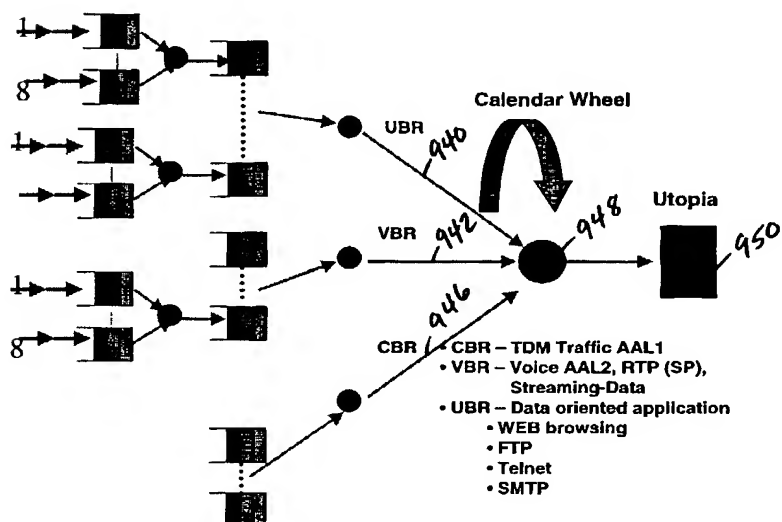 1
8
1
1
8
UBR
940
Calendar Wheel
VBR
942
948
Utopia
950
CBR
946
• CBR – TDM Traffic AAL1
• VBR – Voice AAL2, RTP (SP),
Streaming-Data
• UBR – Data oriented application
• WEB browsing
• FTP
• Telnet
• SMTP